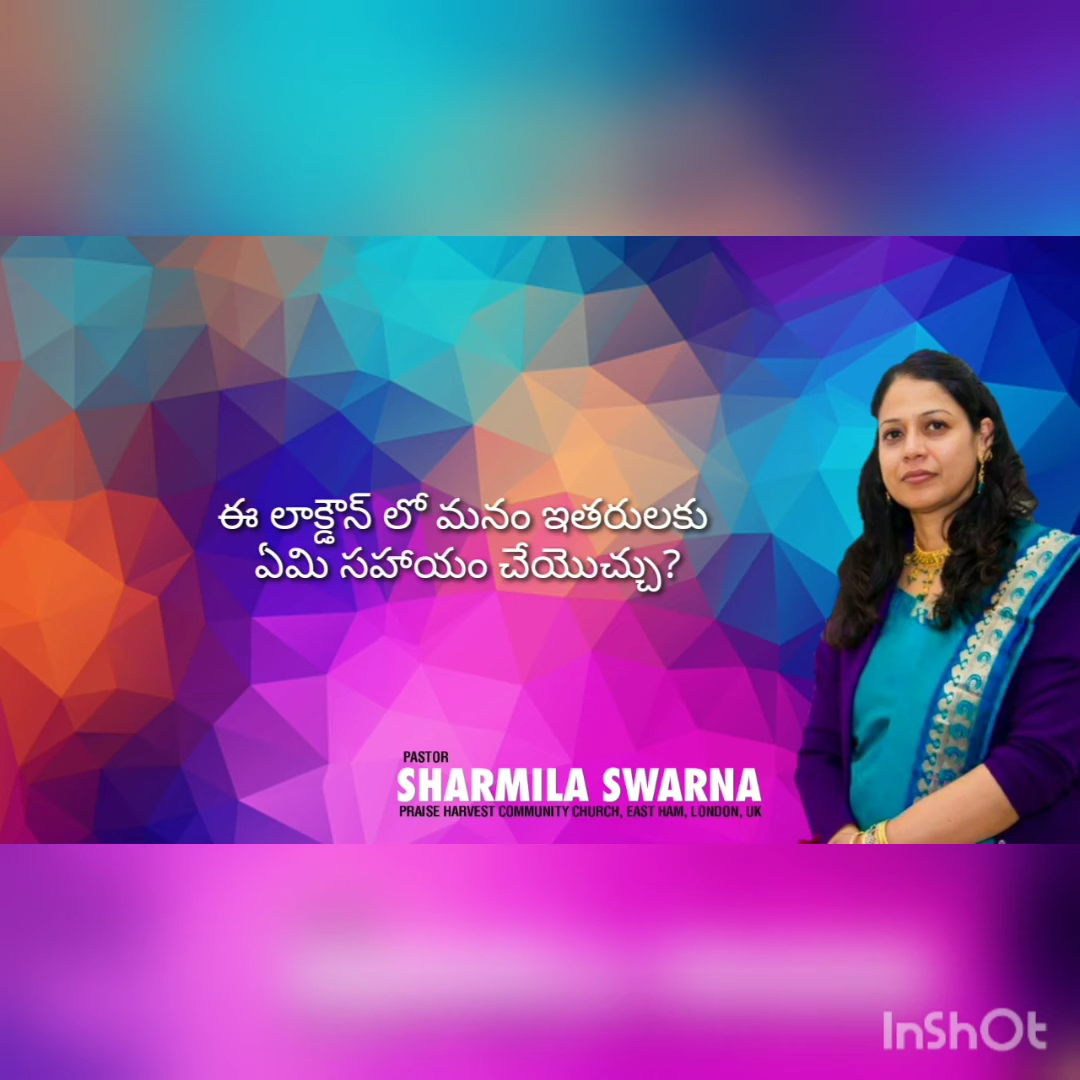 ఈ లాక్డౌన్ లో మనం ఇతరులకు
ఏమి సహాయం చేయొచ్చు?
PASTOR
SHARMILA SWARNA
PRAISE HARVEST COMMUNITY CHURCH, EAST HAM, LONDON, UK
InShOt